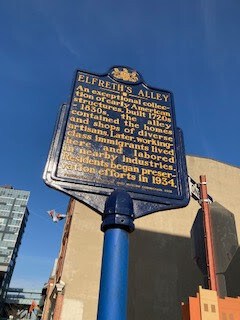 ELFRETH'S ALLEY
An exceptional collec-
tion of early American
structures, built 1720s
-1830s, the alley
contained the homes
and shops of diverse
artisans. Later, working-
class immigrants lived
here and labored
in nearby industries.
Residents began preser-
vation efforts in 1934.